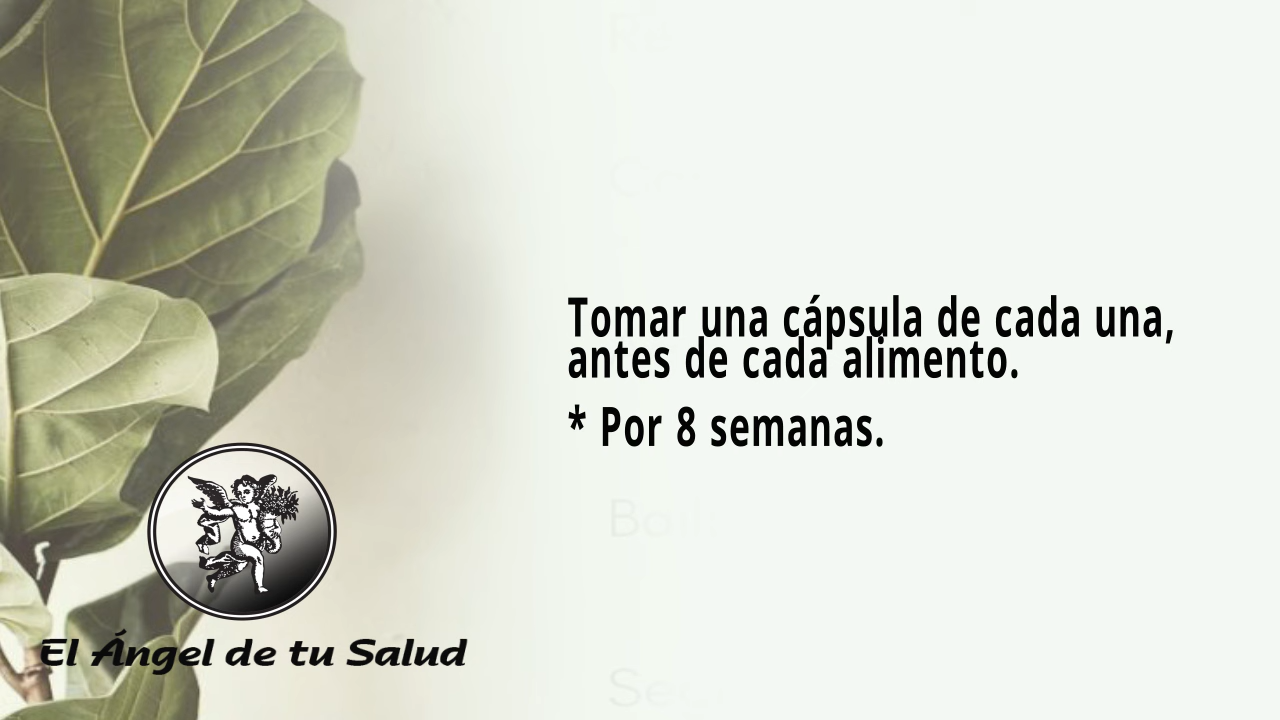 Tomar una cápsula de cada una,
antes de cada alimento.
* Por 8 semanas.
El Ángel de tu Salud